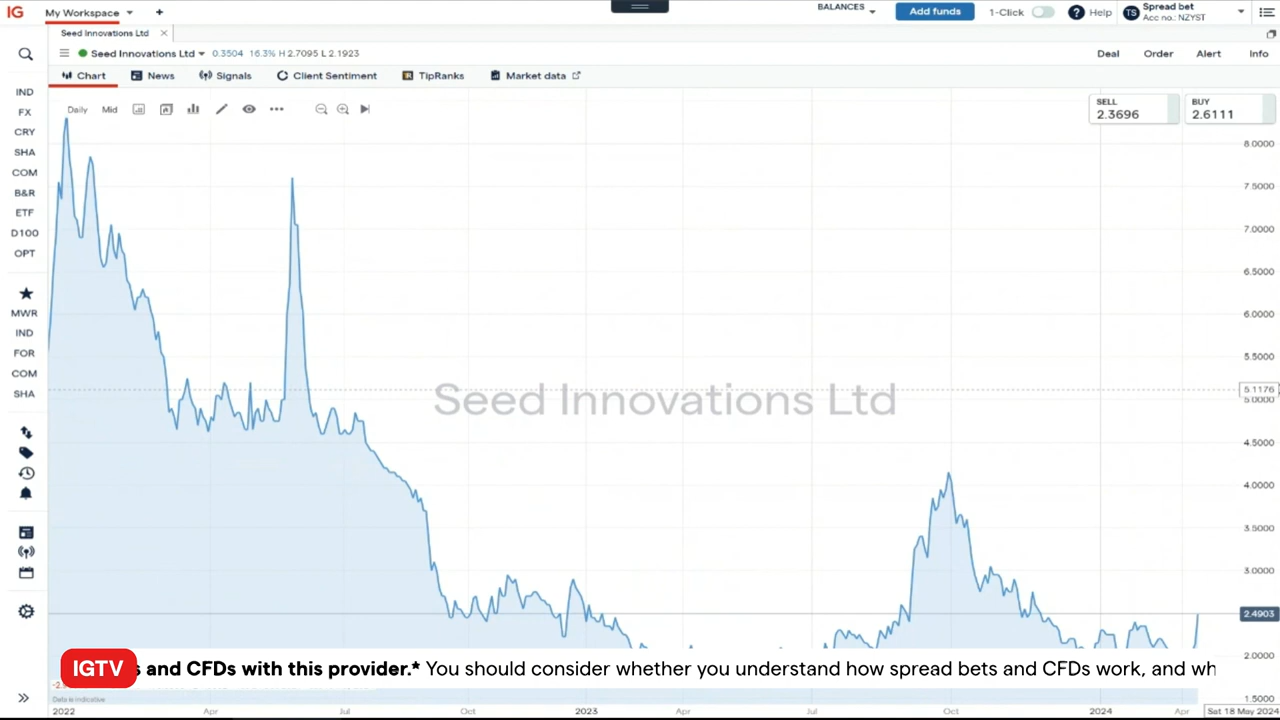 IG
My Workspace
+
BALANCES
Add funds
1-Click
Help
TS
Spread bet
Acc no.: NZYST
Seed Innovations Ltd ×
Seed Innovations Ltd 0.3504 16.3% H 2.7095 L 2.1923
Deal Order Alert Info
Chart News Signals Client Sentiment TipRanks Market data
Daily Mid
SELL
2.3696
BUY
2.6111
IND
FX
CRY
SHA
COM
B&R
ETF
D100
OPT
MWR
IND
FOR
COM
SHA
8.0000
7.5000
7.0000
6.5000
6.0000
5.5000
5.1176
5.0000
4.5000
4.0000
3.5000
3.0000
2.4903
2.0000
1.5000
Seed Innovations Ltd
IGTV
s and CFDs with this provider.* You should consider whether you understand how spread bets and CFDs work, and wh
Data is indicative
2022 Apr Jul Oct 2023 Apr Jul Oct 2024 Apr Sat 18 May 2024